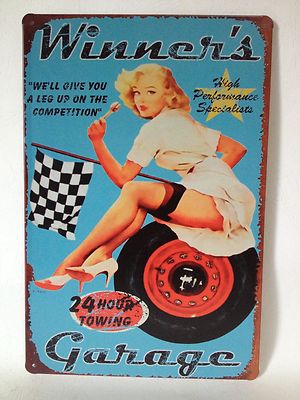 Winner's
"WE'LL GIVE YOU
A LEG UP ON THE
COMPETITION"
High
Performance
Specialists
24 HOUR
TOWING
Garage